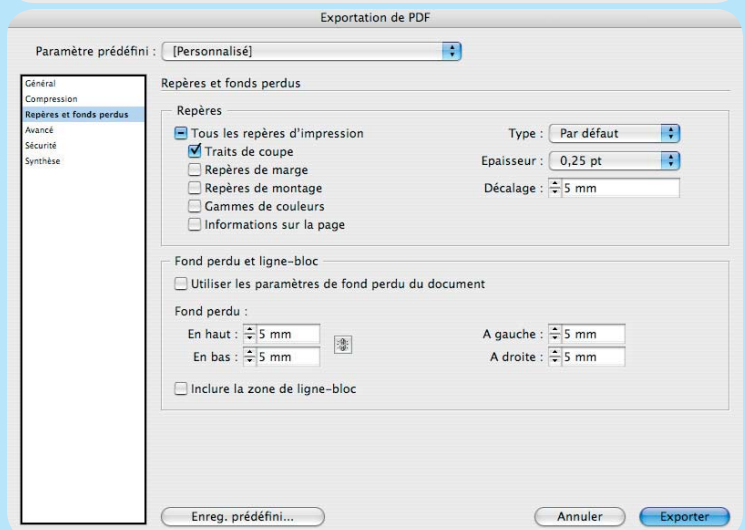 Exportation de PDF
Paramètre prédéfini : [Personnalisé]
Général
Compression
Repères et fonds perdus
Avancé
Sécurité
Synthèse
Repères et fonds perdus
Repères
Tous les repères d'impression
Traits de coupe
Repères de marge
Repères de montage
Gammes de couleurs
Informations sur la page
Type : Par défaut
Epaisseur : 0,25 pt
Décalage : 5 mm
Fond perdu et ligne-bloc
Utiliser les paramètres de fond perdu du document
Fond perdu :
En haut : 5 mm
En bas : 5 mm
A gauche : 5 mm
A droite : 5 mm
Inclure la zone de ligne-bloc
Enreg. prédéfini...
Annuler
Exporter